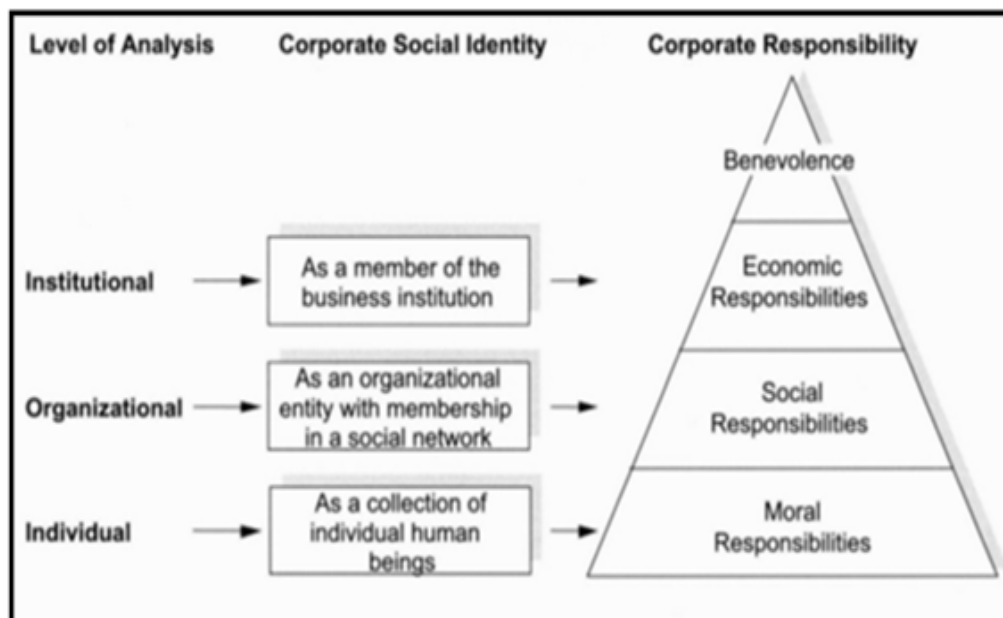 Level of Analysis
Corporate Social Identity
Corporate Responsibility
Benevolence
Institutional
As a member of the
business institution
Economic
Responsibilities
Organizational
As an organizational
entity with membership
in a social network
Social
Responsibilities
Individual
As a collection of
individual human
beings
Moral
Responsibilities